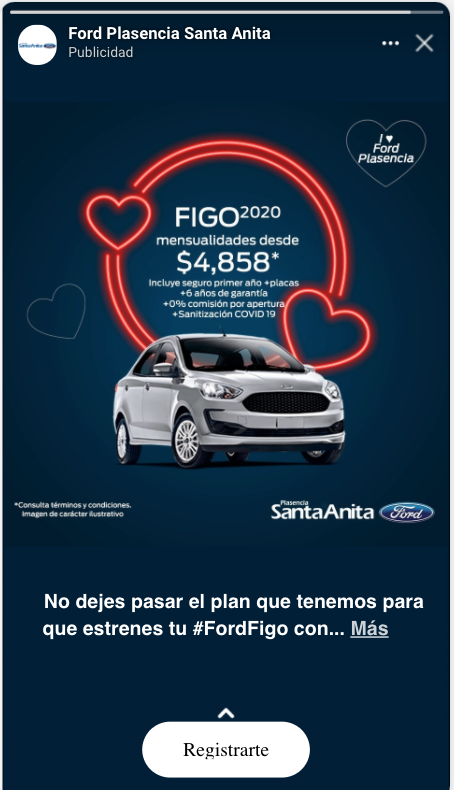 Ford Plasencia Santa Anita
Publicidad
I ♥
Ford
Plasencia
FIGO2020
mensualidades desde
$4,858*
Incluye seguro primer año +placas
+6 años de garantía
+0% comisión por apertura
+Sanitización COVID 19
*Consulta términos y condiciones.
Imagen de carácter ilustrativo
Plasencia
SantaAnita Ford
No dejes pasar el plan que tenemos para
que estrenes tu #FordFigo con... Más
Registrarte